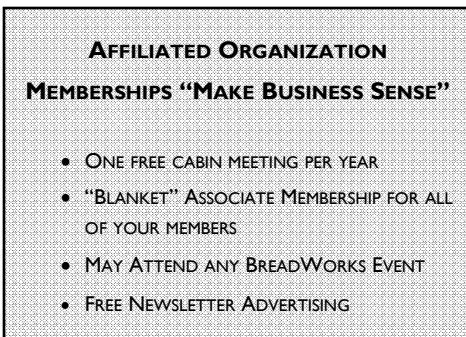 AFFILIATED ORGANIZATION
MEMBERSHIPS “MAKE BUSINESS SENSE”
• ONE FREE CABIN MEETING PER YEAR
• “BLANKET” ASSOCIATE MEMBERSHIP FOR ALL
OF YOUR MEMBERS
• MAY ATTEND ANY BREADWORKS EVENT
• FREE NEWSLETTER ADVERTISING